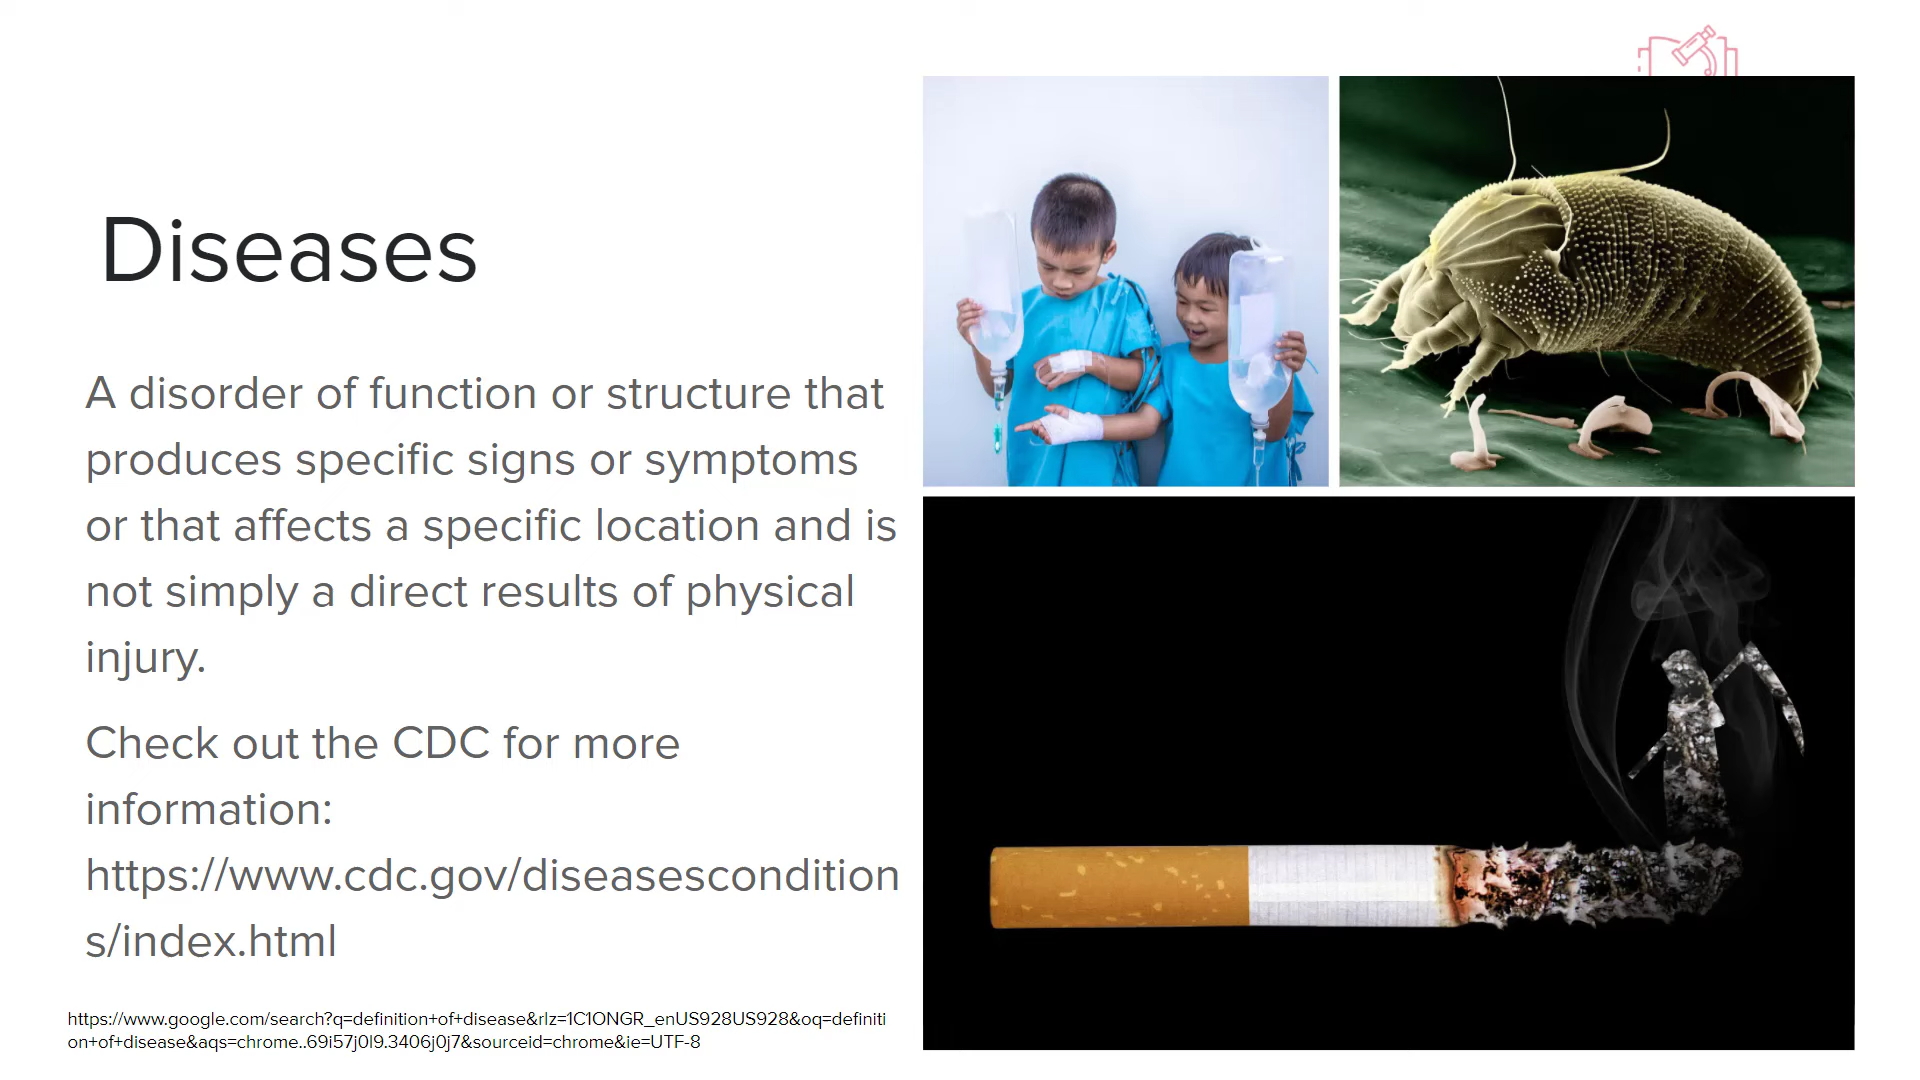 Diseases
A disorder of function or structure that
produces specific signs or symptoms
or that affects a specific location and is
not simply a direct results of physical
injury.
Check out the CDC for more
information:
https://www.cdc.gov/diseasescondition
s/index.html
https://www.google.com/search?q=definition+of+disease&rlz=1C1ONGR_enUS928US928&oq=definiti
on+of+disease&aqs=chrome..69i57j0l9.3406j0j7&sourceid=chrome&ie=UTF-8